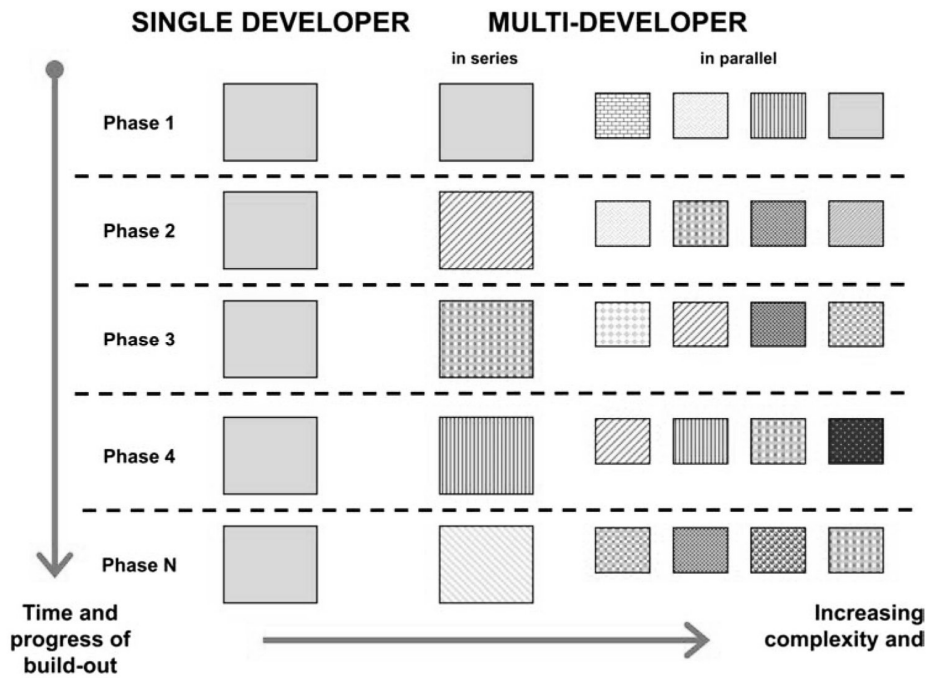 SINGLE DEVELOPER
MULTI-DEVELOPER
in series
in parallel
Phase 1
Phase 2
Phase 3
Phase 4
Phase N
Time and
progress of
build-out
Increasing
complexity and